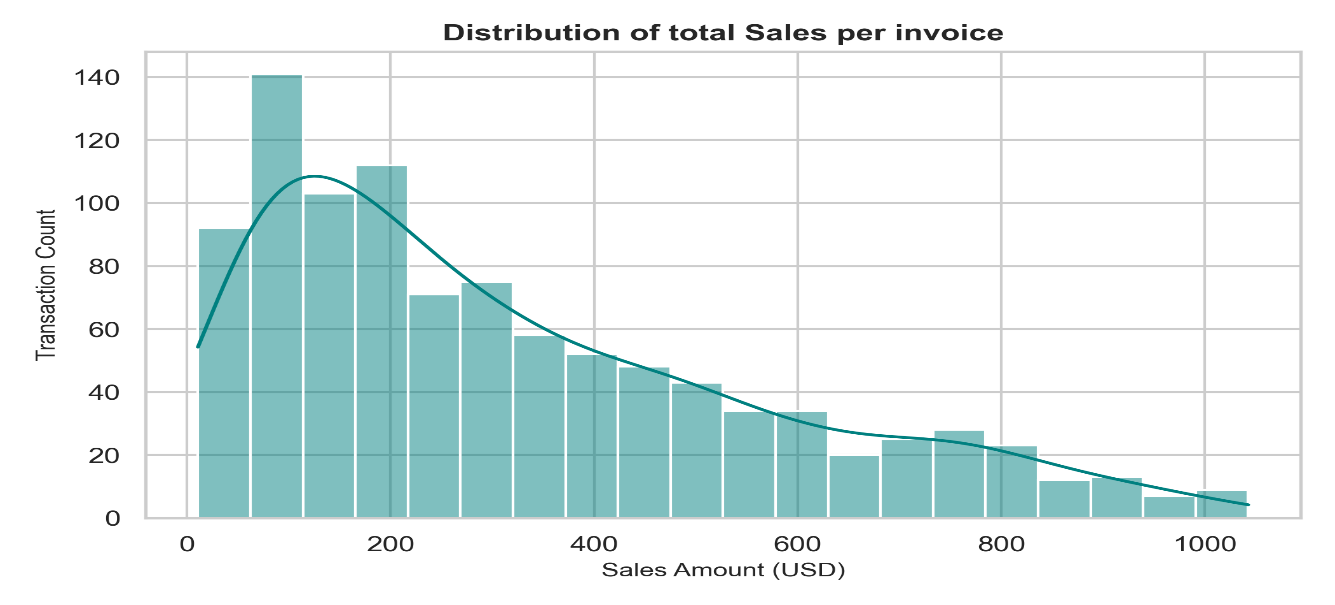 Distribution of total Sales per invoice
140
120
100
80
60
40
20
0
Transaction Count
0 200 400 600 800 1000
Sales Amount (USD)